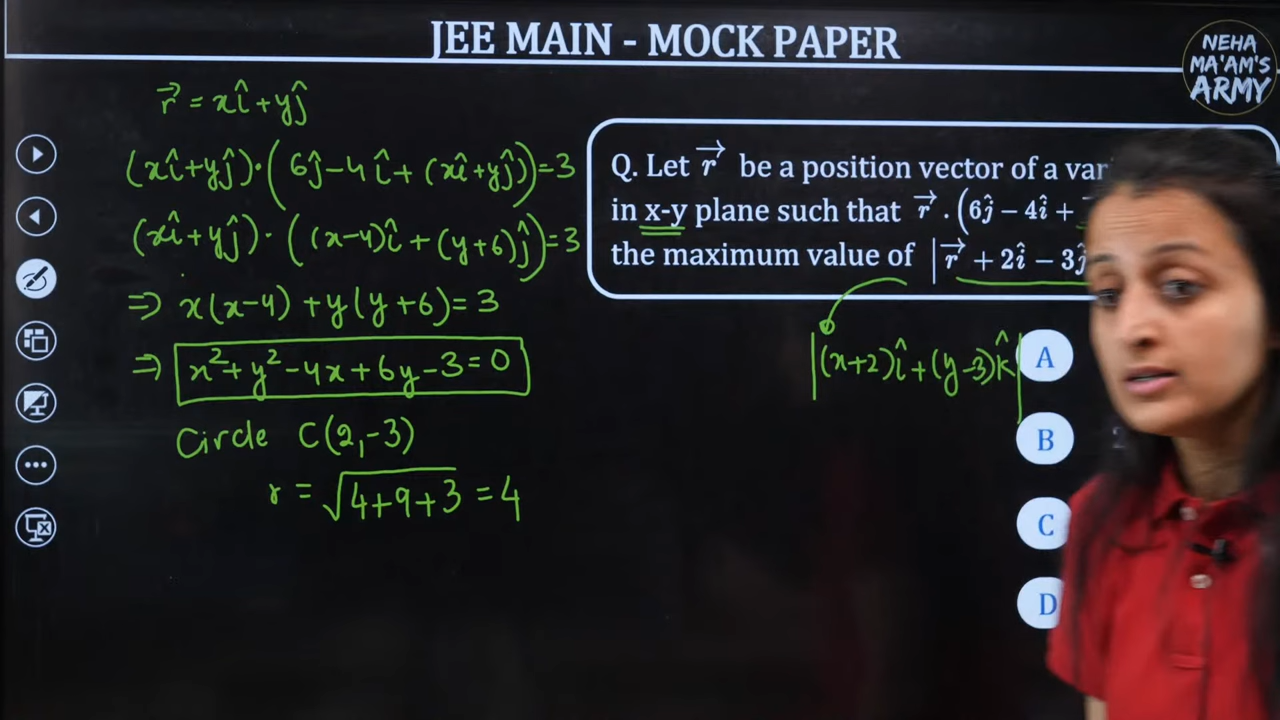 JEE MAIN - MOCK PAPER
NEHA
MA'AM'S
ARMY
r⃗ = xî+yĵ
(xî+yĵ)·(6ĵ-4î+(xî+yĵ))=3
(xî+yĵ)·((x-4)î+(y+6)ĵ)=3
⇒ x(x-4)+y(y+6)=3
⇒ x²+y²-4x+6y-3=0
Circle C(2,-3)
r = √4+9+3 = 4
Q. Let r⃗ be a position vector of a
in x-y plane such that r⃗ . (6ĵ − 4î +
the maximum value of |r⃗ + 2î − 3ĵ
|(x+2)î+(y-3)k̂|
A
B
C
D